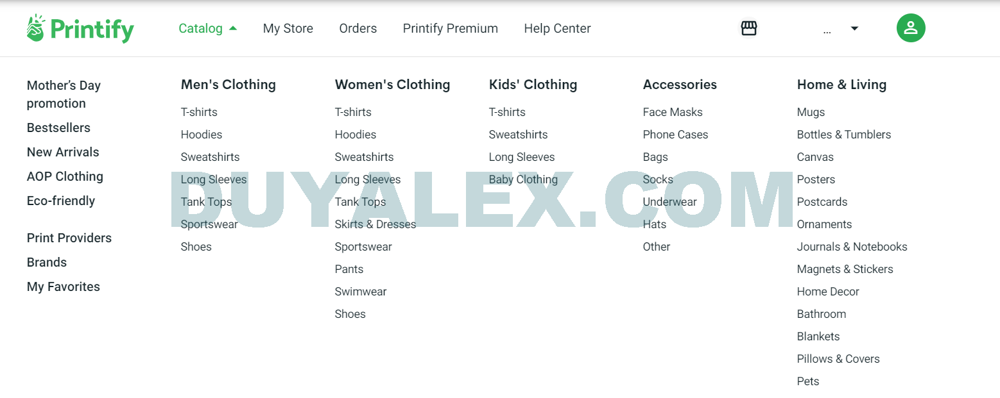 Printify
Catalog
My Store
Orders
Printify Premium
Help Center
...
Mother's Day
promotion
Bestsellers
New Arrivals
AOP Clothing
Eco-friendly
Print Providers
Brands
My Favorites
Men's Clothing
T-shirts
Hoodies
Sweatshirts
Long Sleeves
Tank Tops
Sportswear
Shoes
Women's Clothing
T-shirts
Hoodies
Sweatshirts
Long Sleeves
Tank Tops
Skirts & Dresses
Sportswear
Pants
Swimwear
Shoes
Kids' Clothing
T-shirts
Sweatshirts
Long Sleeves
Baby Clothing
Accessories
Face Masks
Phone Cases
Bags
Socks
Underwear
Hats
Other
Home & Living
Mugs
Bottles & Tumblers
Canvas
Posters
Postcards
Ornaments
Journals & Notebooks
Magnets & Stickers
Home Decor
Bathroom
Blankets
Pillows & Covers
Pets
DUYALEX.COM